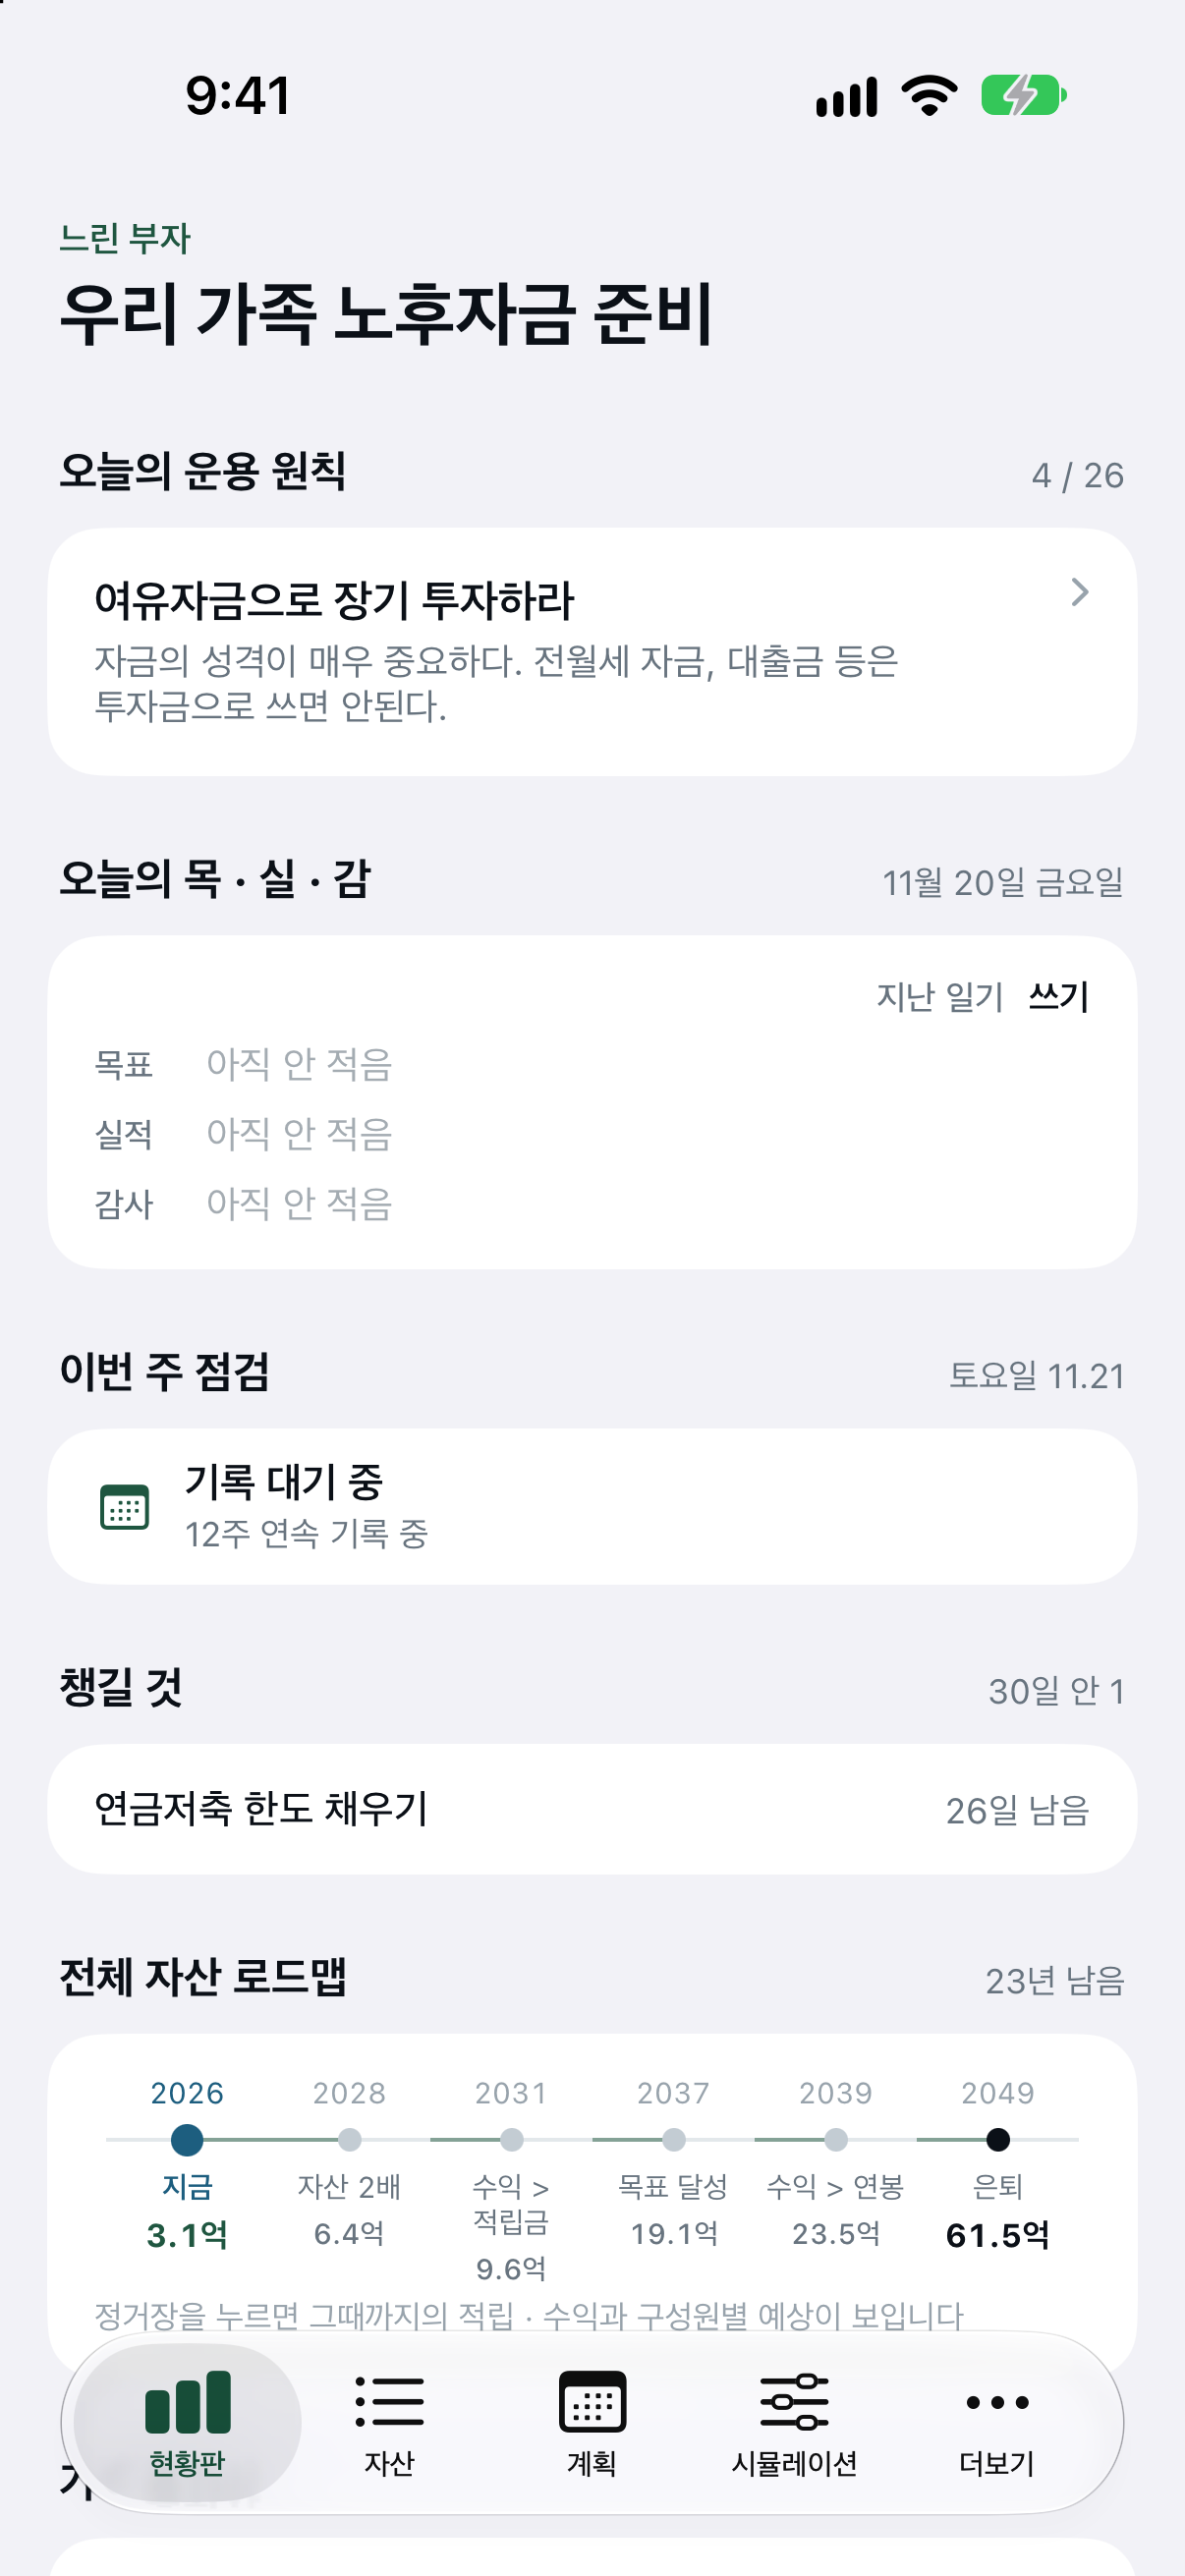 9:41
느린 부자
우리 가족 노후자금 준비
오늘의 운용 원칙
4 / 26
여유자금으로 장기 투자하라
자금의 성격이 매우 중요하다. 전월세 자금, 대출금 등은
투자금으로 쓰면 안된다.
오늘의 목 · 실 · 감
11월 20일 금요일
지난 일기 쓰기
목표 아직 안 적음
실적 아직 안 적음
감사 아직 안 적음
이번 주 점검
토요일 11.21
기록 대기 중
12주 연속 기록 중
챙길 것
30일 안 1
연금저축 한도 채우기
26일 남음
전체 자산 로드맵
23년 남음
2026 2028 2031 2037 2039 2049
지금 자산 2배 수익 > 목표 달성 수익 > 연봉 은퇴
적립금
3.1억 6.4억 19.1억 23.5억 61.5억
9.6억
정거장을 누르면 그때까지의 적립 · 수익과 구성원별 예상이 보입니다
현황판 자산 계획 시뮬레이션 더보기